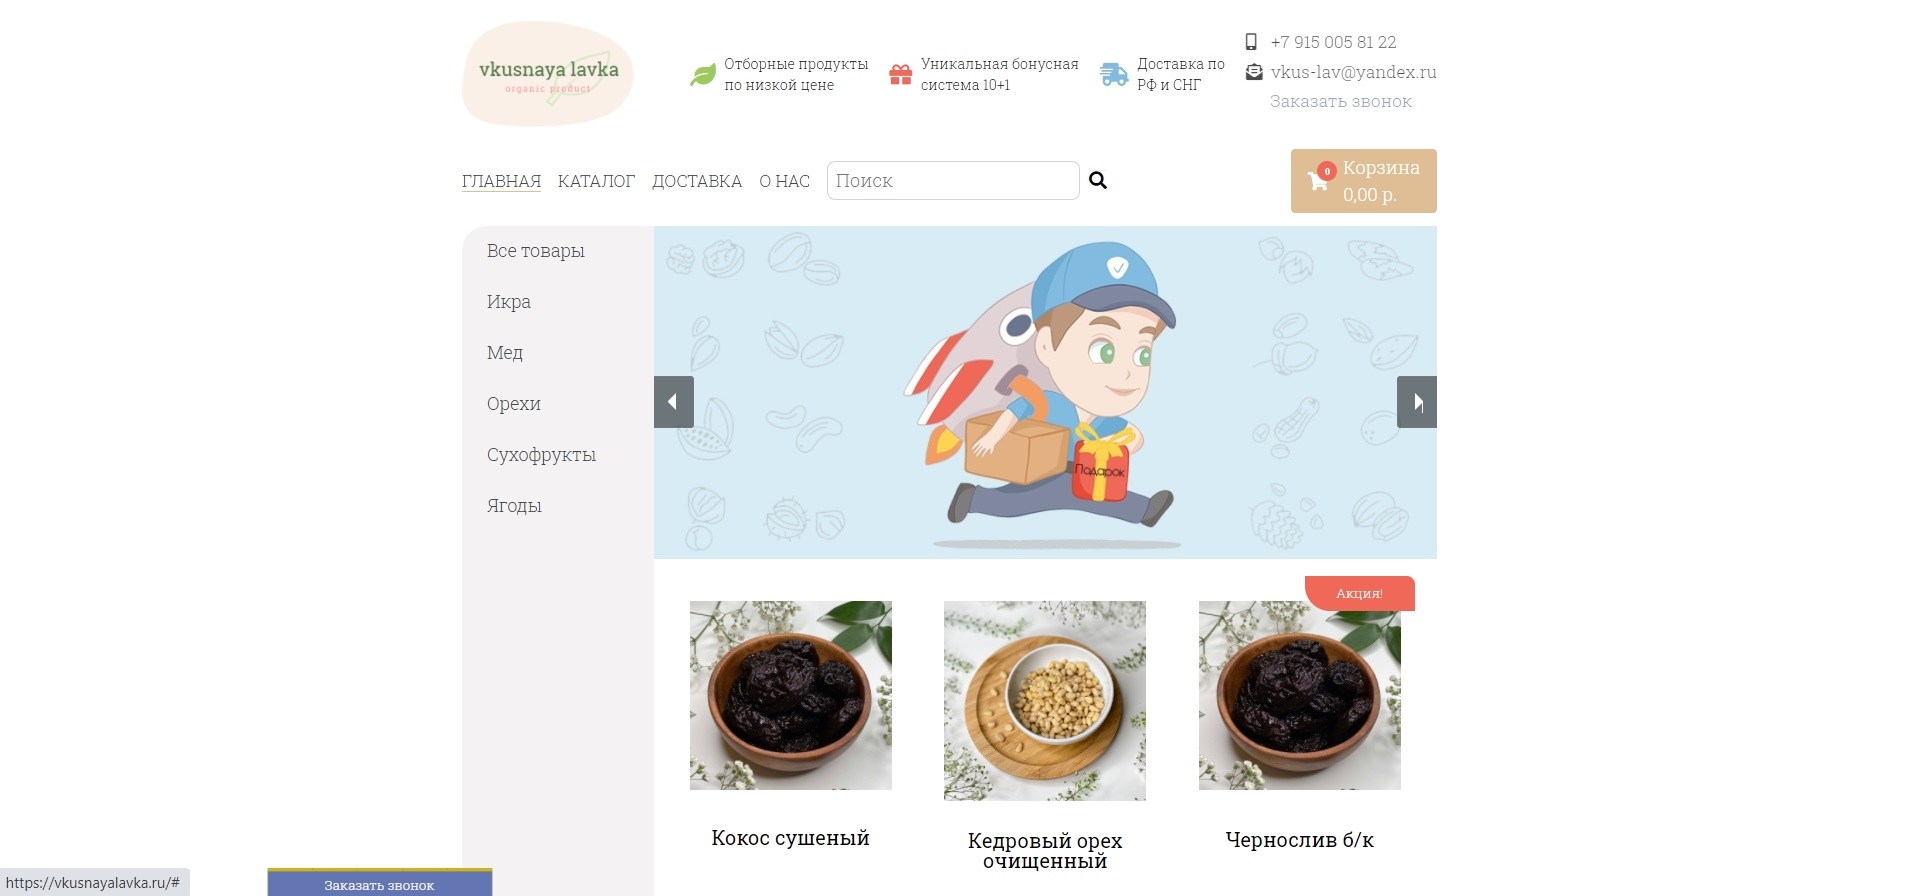 vkusnaya lavka
organic product
Отборные продукты
по низкой цене
Уникальная бонусная
система 10+1
Доставка по
РФ и СНГ
+7 915 005 81 22
vkus-lav@yandex.ru
Заказать звонок
ГЛАВНАЯ КАТАЛОГ ДОСТАВКА О НАС Поиск
0 Корзина
0,00 р.
Все товары
Икра
Мед
Орехи
Сухофрукты
Ягоды
Подарок
Акция!
Кокос сушеный
Кедровый орех
очищенный
Чернослив б/к
https://vkusnayalavka.ru/#
Заказать звонок